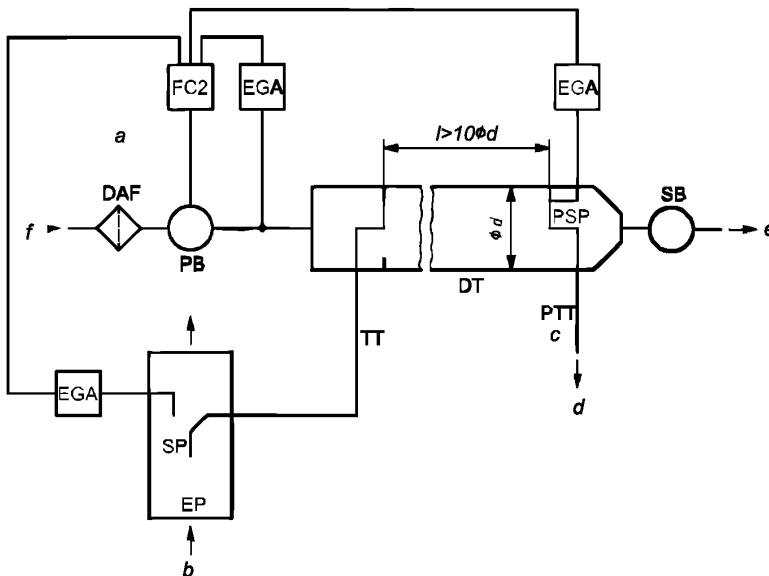 FC2
EGA
EGA
l>10ϕd
a
DAF
f
PB
ϕd
PSP
SB
e
DT
TT
PTT
c
EGA
d
SP
EP
b